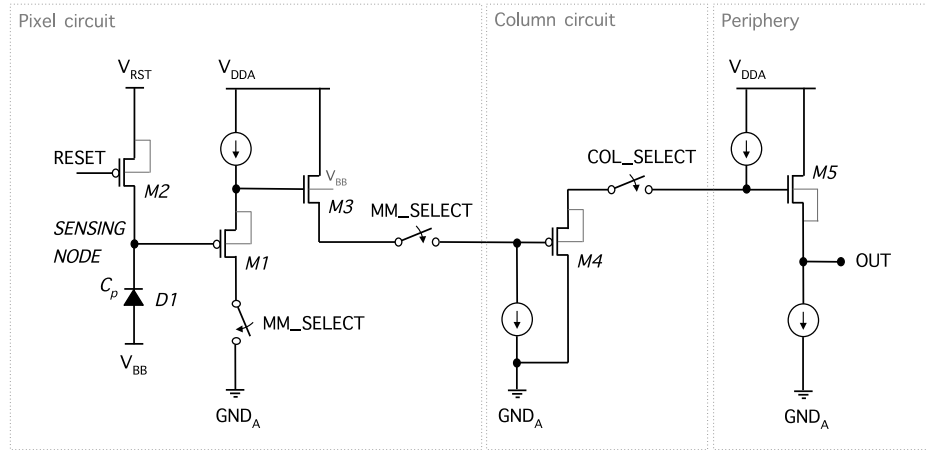 Pixel circuit
Column circuit
Periphery
V_RST
V_DDA
V_DDA
RESET
M2
V_BB
M3
MM_SELECT
COL_SELECT
M5
SENSING
NODE
M1
M4
OUT
C_p
D1
MM_SELECT
V_BB
GND_A
GND_A
GND_A